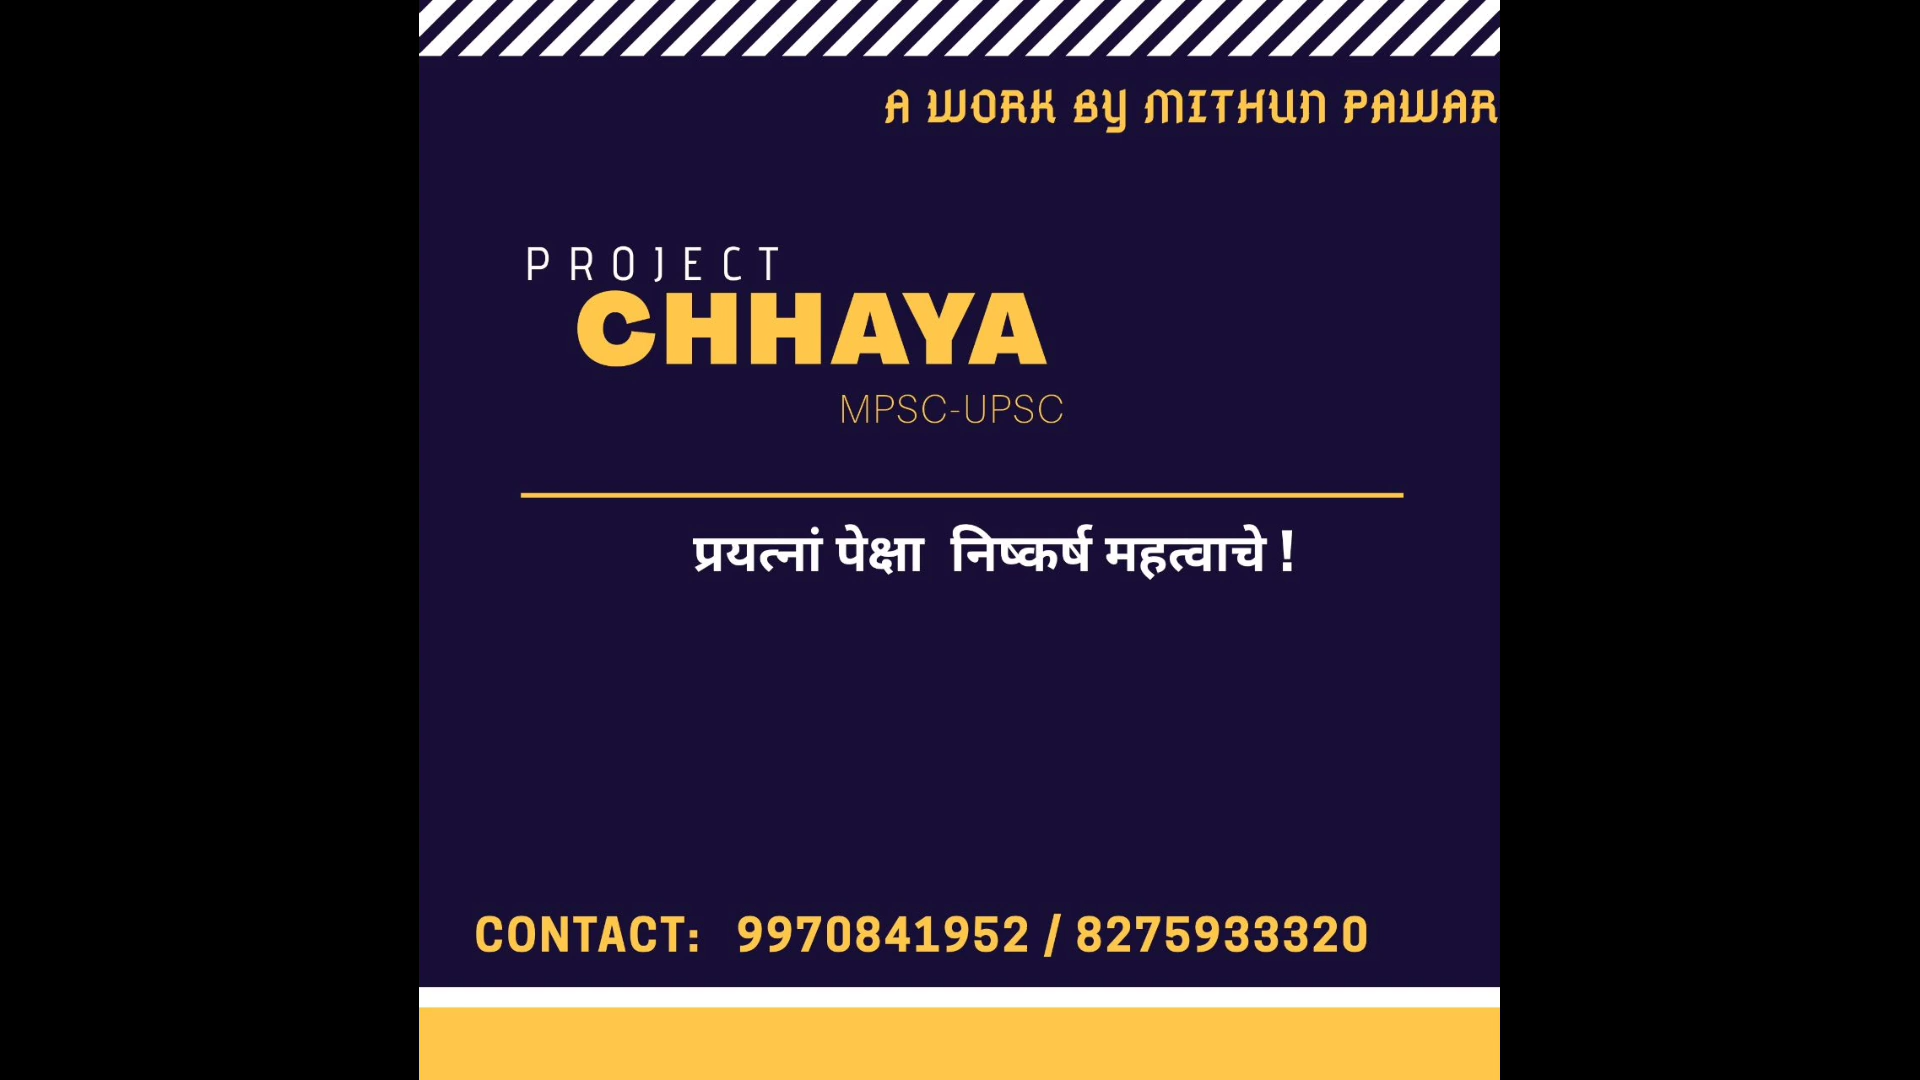 A WORK BY MITHUN PAWAR
PROJECT
CHHAYA
MPSC-UPSC
प्रयत्नां पेक्षा निष्कर्ष महत्वाचे !
CONTACT: 9970841952 / 8275933320